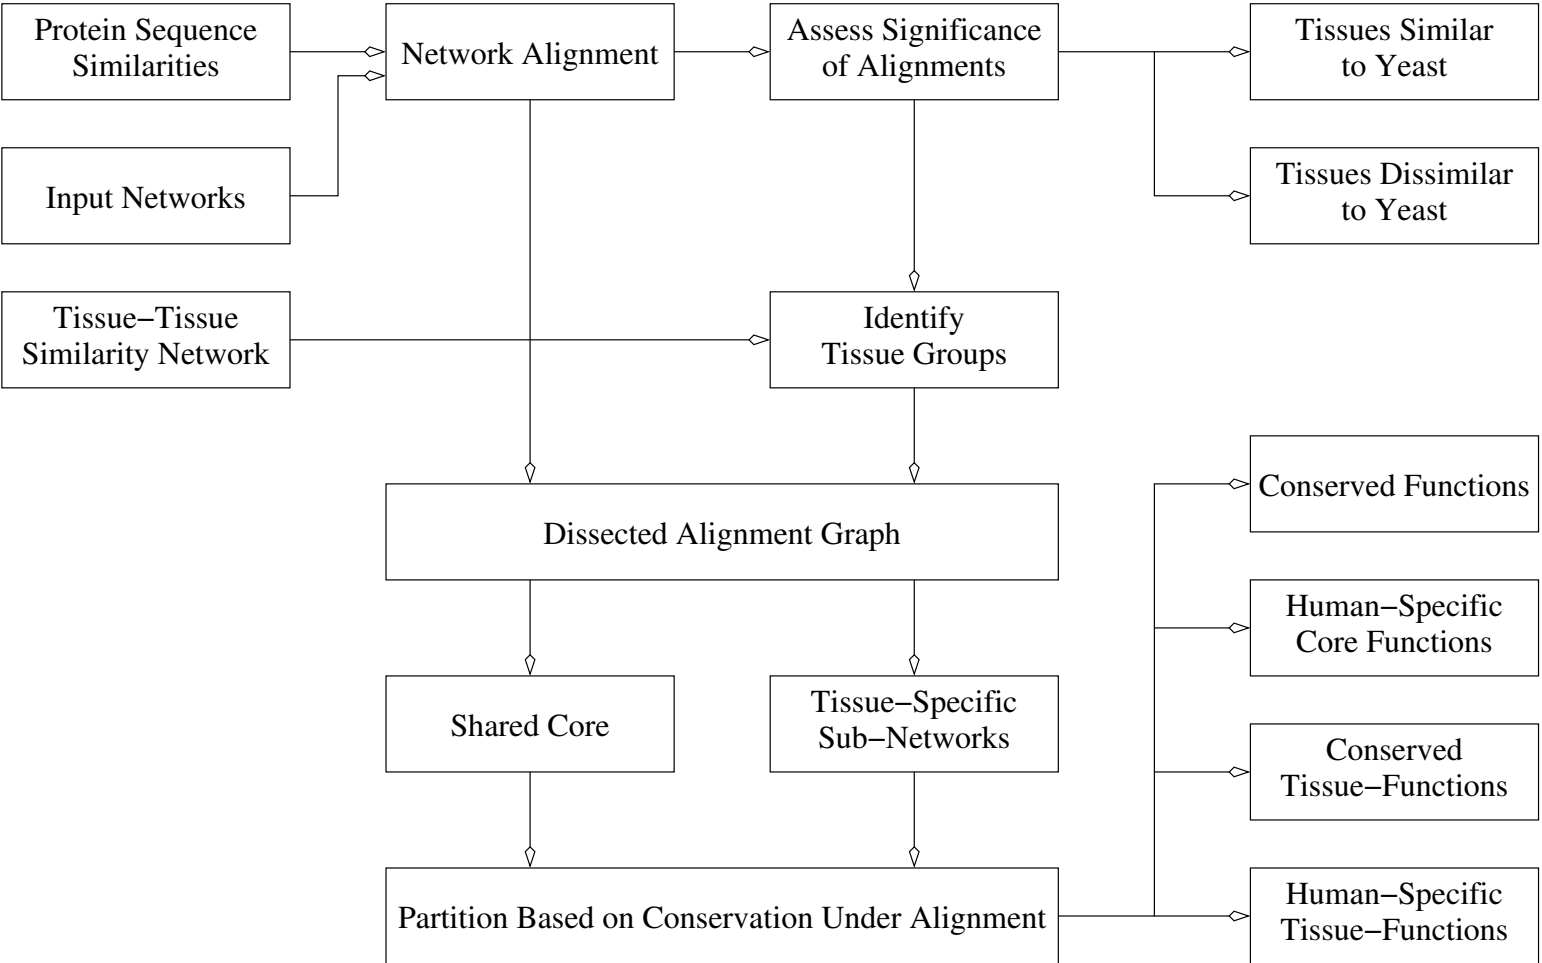 Protein Sequence
Similarities
Network Alignment
Assess Significance
of Alignments
Tissues Similar
to Yeast
Input Networks
Tissues Dissimilar
to Yeast
Tissue−Tissue
Similarity Network
Identify
Tissue Groups
Conserved Functions
Dissected Alignment Graph
Human−Specific
Core Functions
Shared Core
Tissue−Specific
Sub−Networks
Conserved
Tissue−Functions
Partition Based on Conservation Under Alignment
Human−Specific
Tissue−Functions